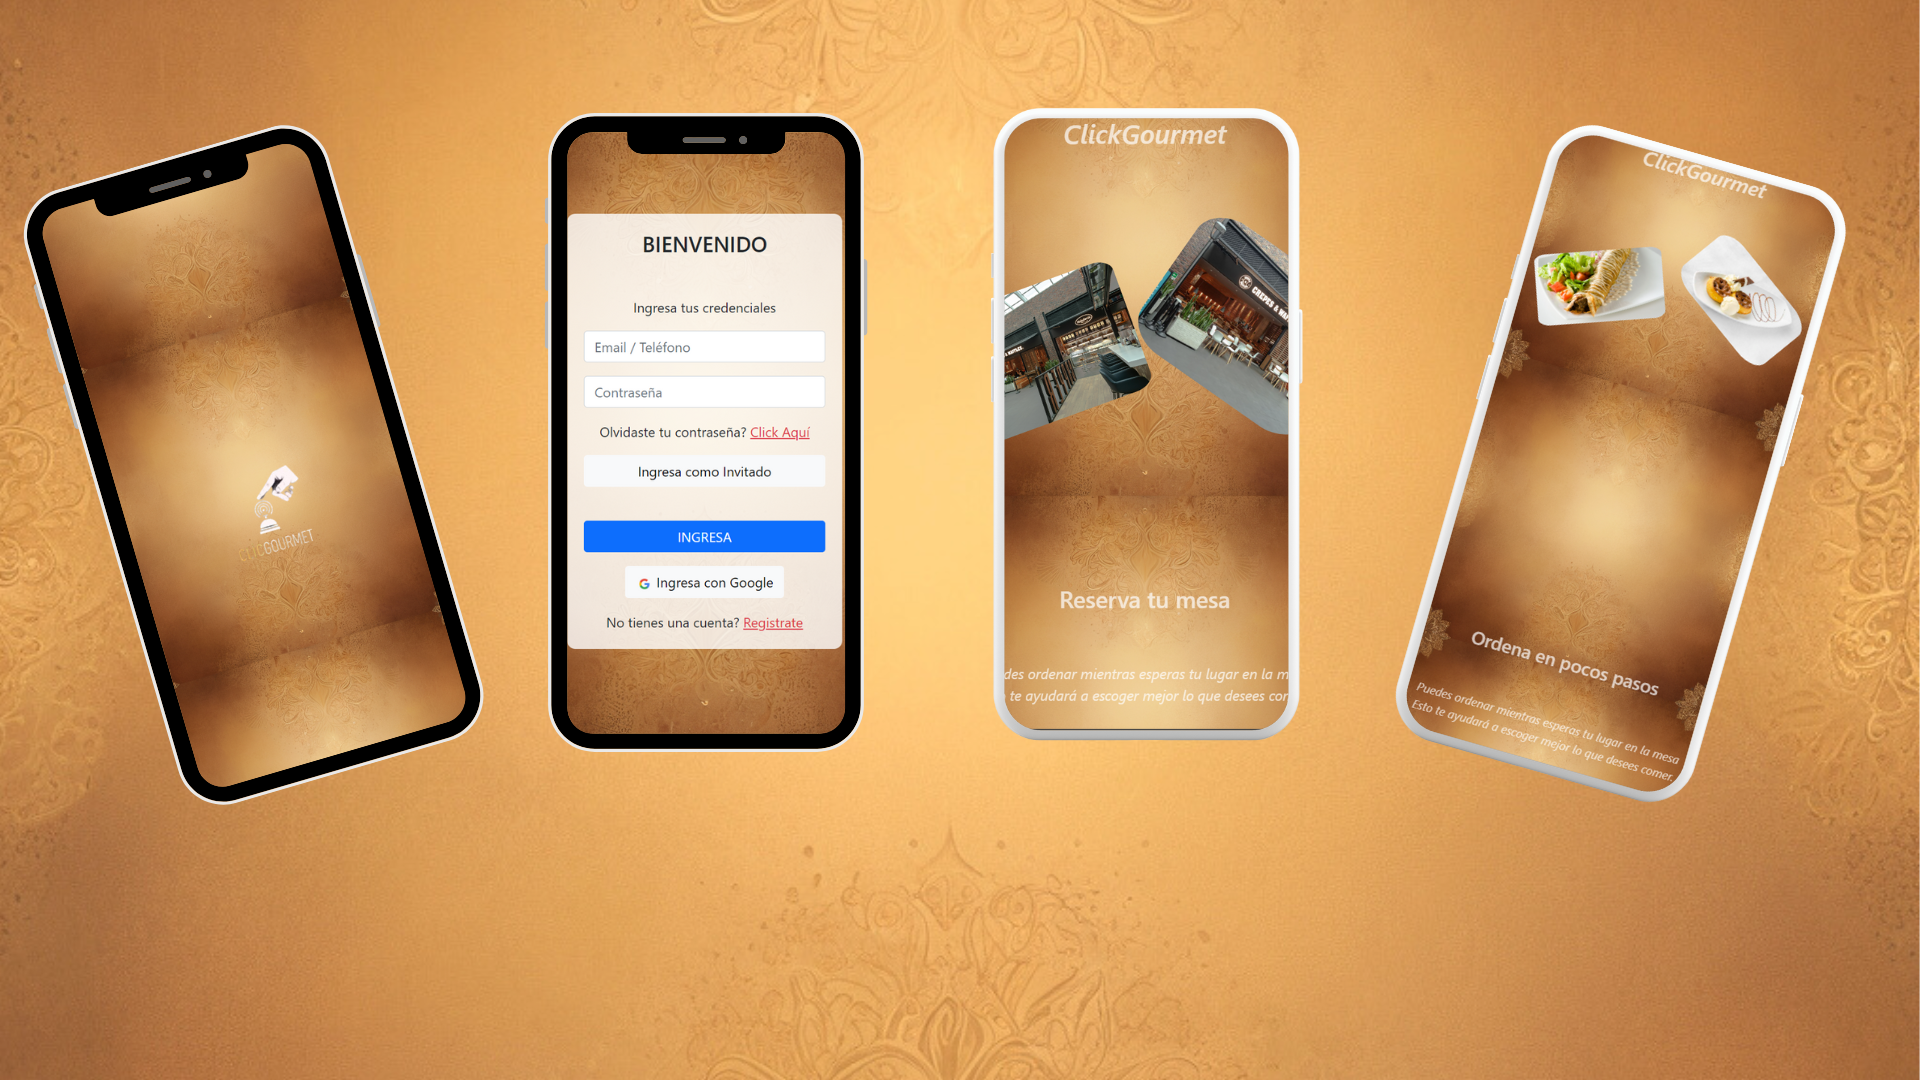 CLICGOURMET
BIENVENIDO
Ingresa tus credenciales
Email / Teléfono
Contraseña
Olvidaste tu contraseña? Click Aquí
Ingresa como Invitado
INGRESA
Ingresa con Google
No tienes una cuenta? Registrate
ClickGourmet
CREPES & WA
Reserva tu mesa
des ordenar mientras esperas tu lugar en la m
te ayudará a escoger mejor lo que desees com
ClickGourmet
Ordena en pocos pasos
Puedes ordenar mientras esperas tu lugar en la mesa
Esto te ayudará a escoger mejor lo que desees comer.